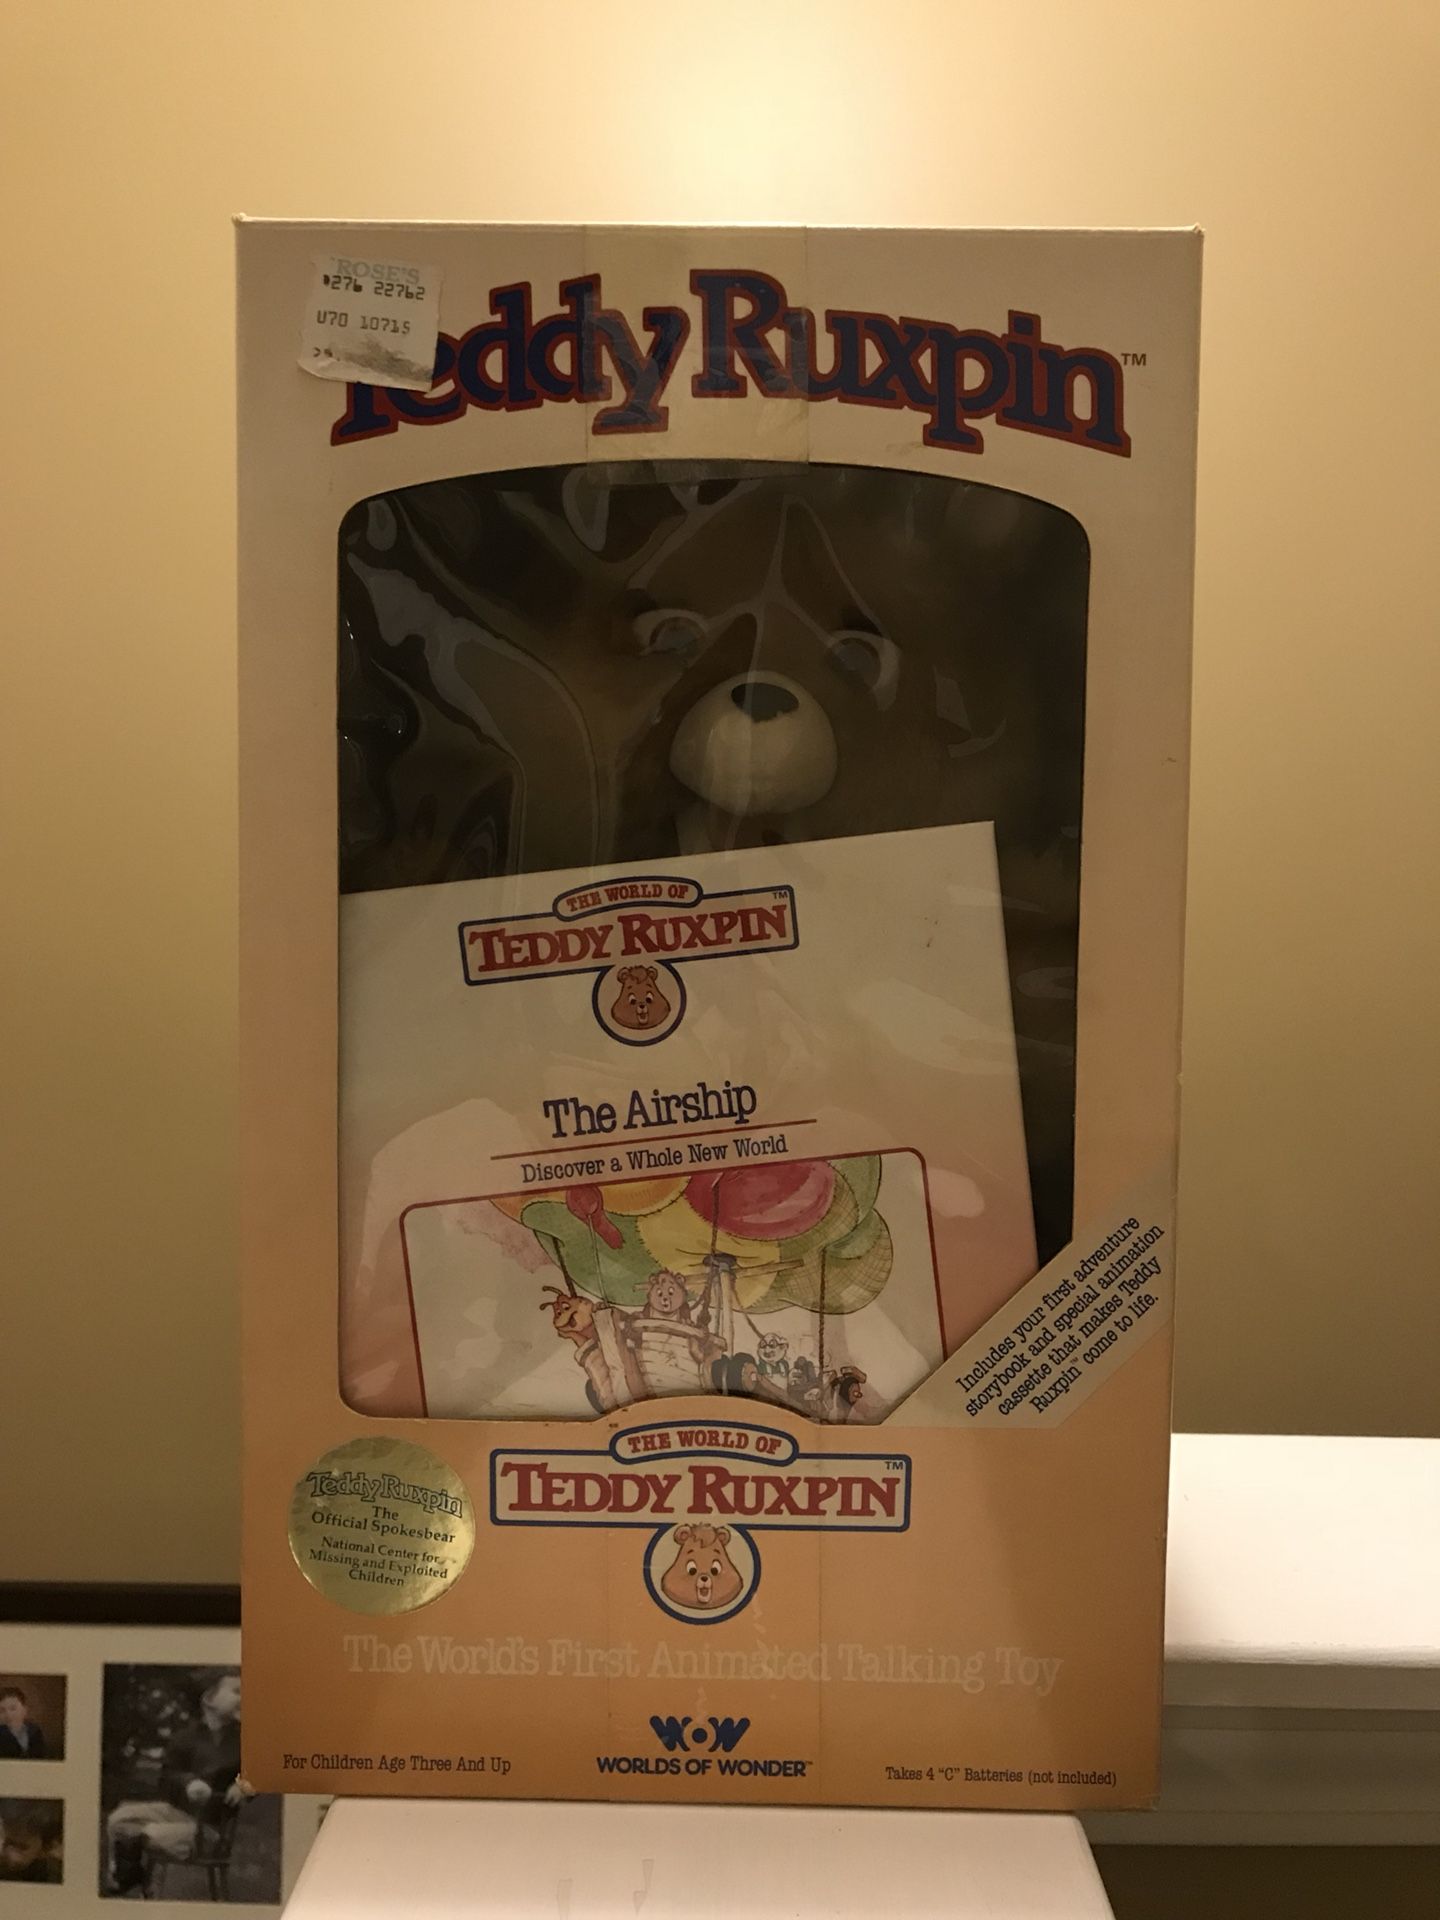 ROSE'S
276 22762
U70 10715
Teddy Ruxpin™
THE WORLD OF
TEDDY RUXPIN™
The Airship
Discover a Whole New World
Includes your first adventure
storybook and special animation
cassette that makes Teddy
Ruxpin™ come to life.
THE WORLD OF
TEDDY RUXPIN™
Teddy Ruxpin
The
Official Spokesbear
National Center for
Missing and Exploited
Children
The World's First Animated Talking Toy
WOW
WORLDS OF WONDER™
For Children Age Three And Up
Takes 4 "C" Batteries (not included)